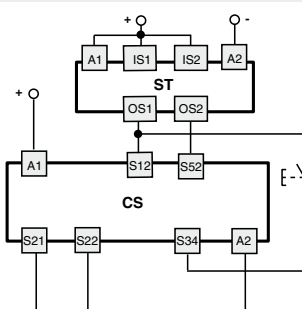 + -
A1 IS1 IS2 A2
ST
OS1 OS2
+
A1 S12 S52
CS
S21 S22 S34 A2